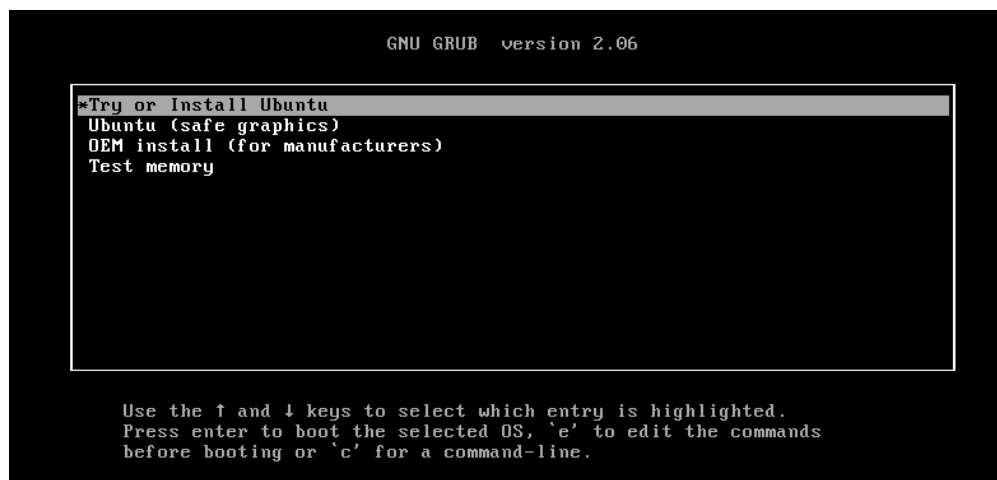 GNU GRUB  version 2.06
*Try or Install Ubuntu
Ubuntu (safe graphics)
OEM install (for manufacturers)
Test memory
Use the ↑ and ↓ keys to select which entry is highlighted.
Press enter to boot the selected OS, `e' to edit the commands
before booting or `c' for a command-line.